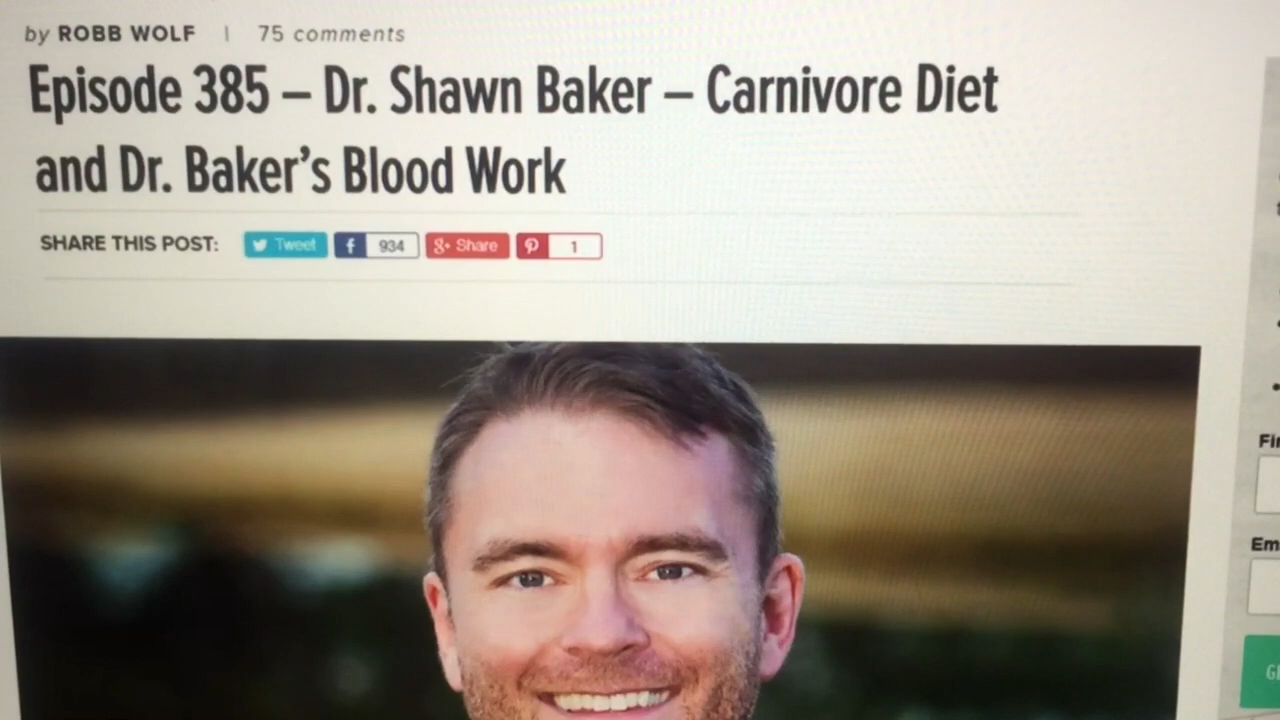 by ROBB WOLF | 75 comments
Episode 385 – Dr. Shawn Baker – Carnivore Diet
and Dr. Baker's Blood Work
SHARE THIS POST: Tweet 934 Share 1